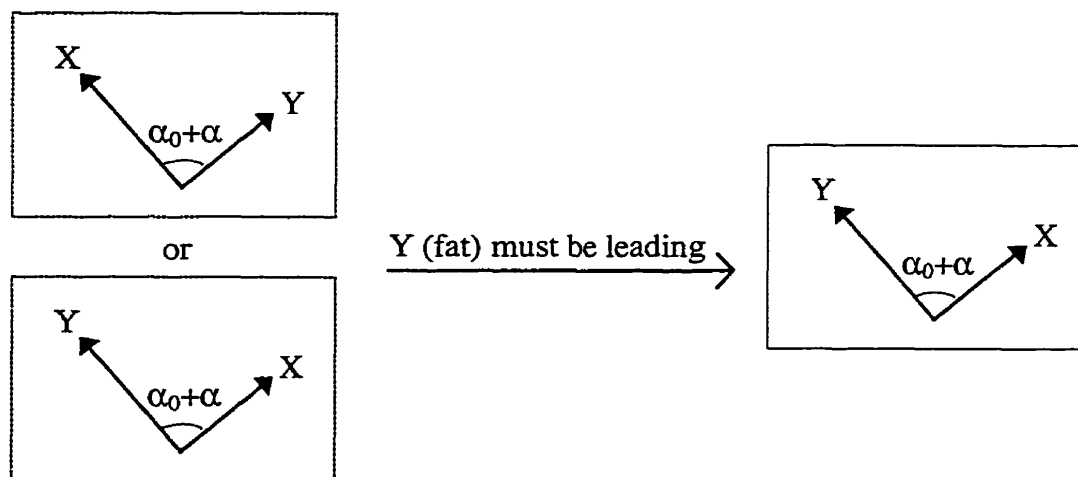 X
Y
α₀+α
or
Y
X
α₀+α
Y (fat) must be leading
Y
X
α₀+α